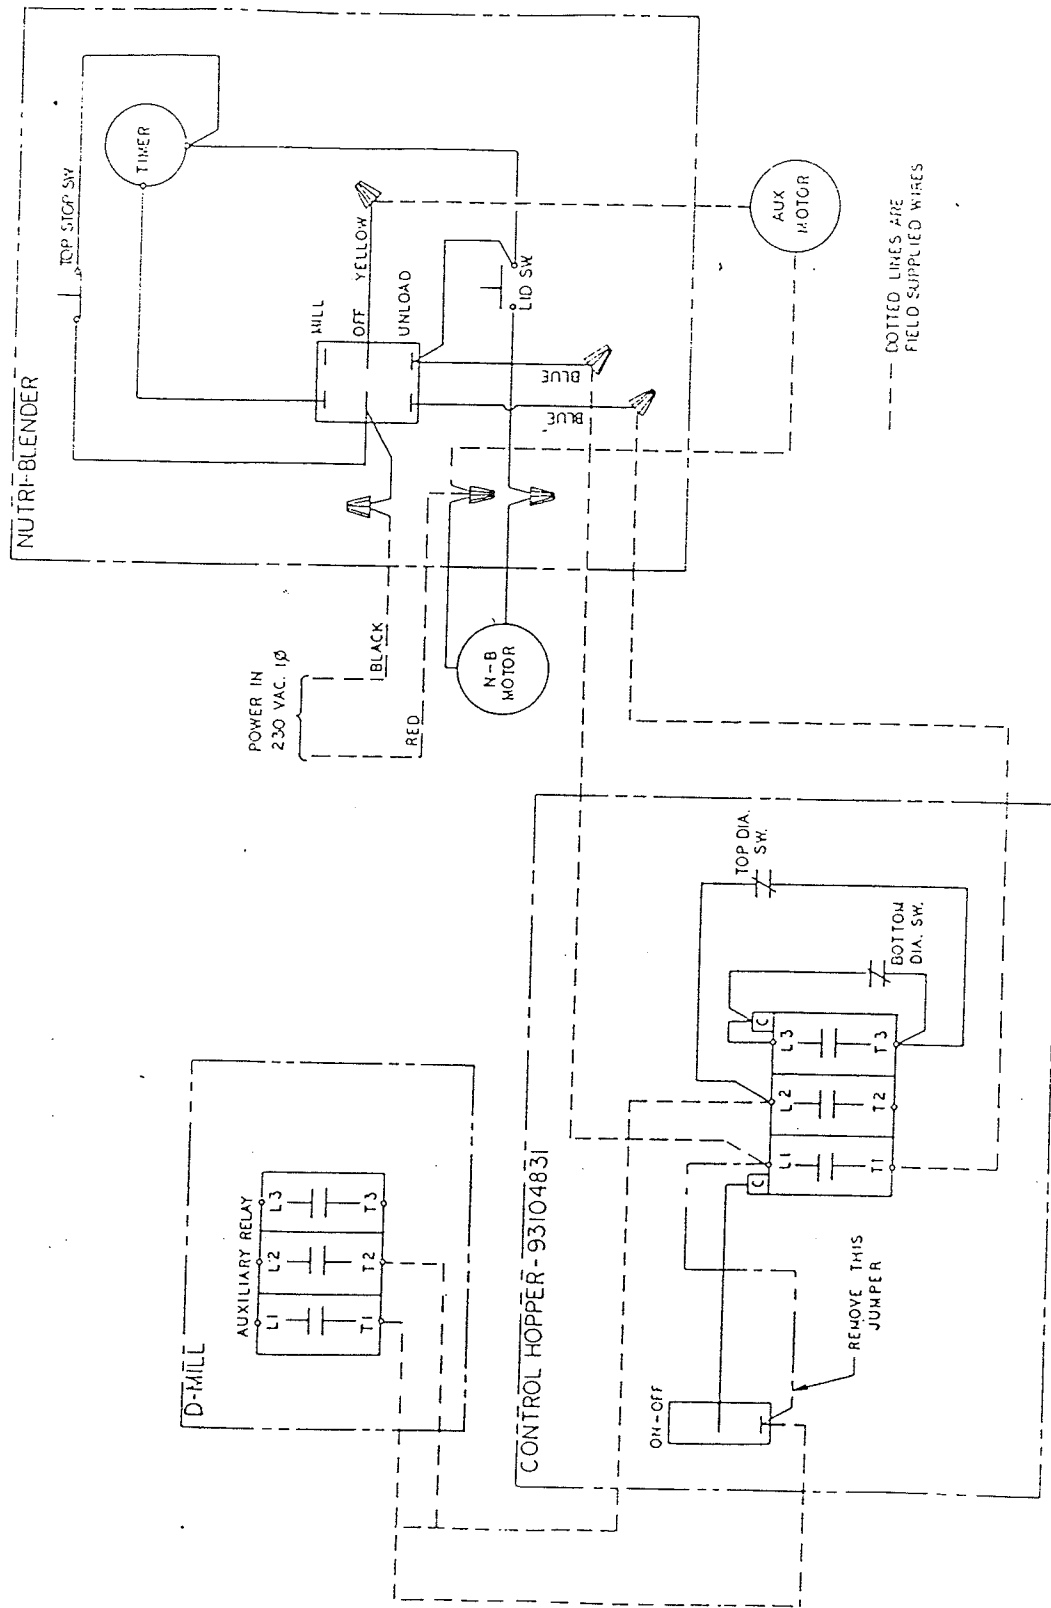 NUTRI-BLENDER
TOP STOP SW
TIMER
MILL
OFF
YELLOW
UNLOAD
LID SW.
BLUE
BLUE
AUX
MOTOR
DOTTED LINES ARE
FIELD SUPPLIED WIRES
POWER IN
230 VAC. 1Ø
BLACK
RED
N-B
MOTOR
D-MILL
AUXILIARY RELAY
L1
L2
L3
T1
T2
T3
CONTROL HOPPER - 93104831
ON-OFF
REMOVE THIS
JUMPER
C
C
L1
L2
L3
T1
T2
T3
TOP DIA.
SW.
BOTTON
DIA. SW.